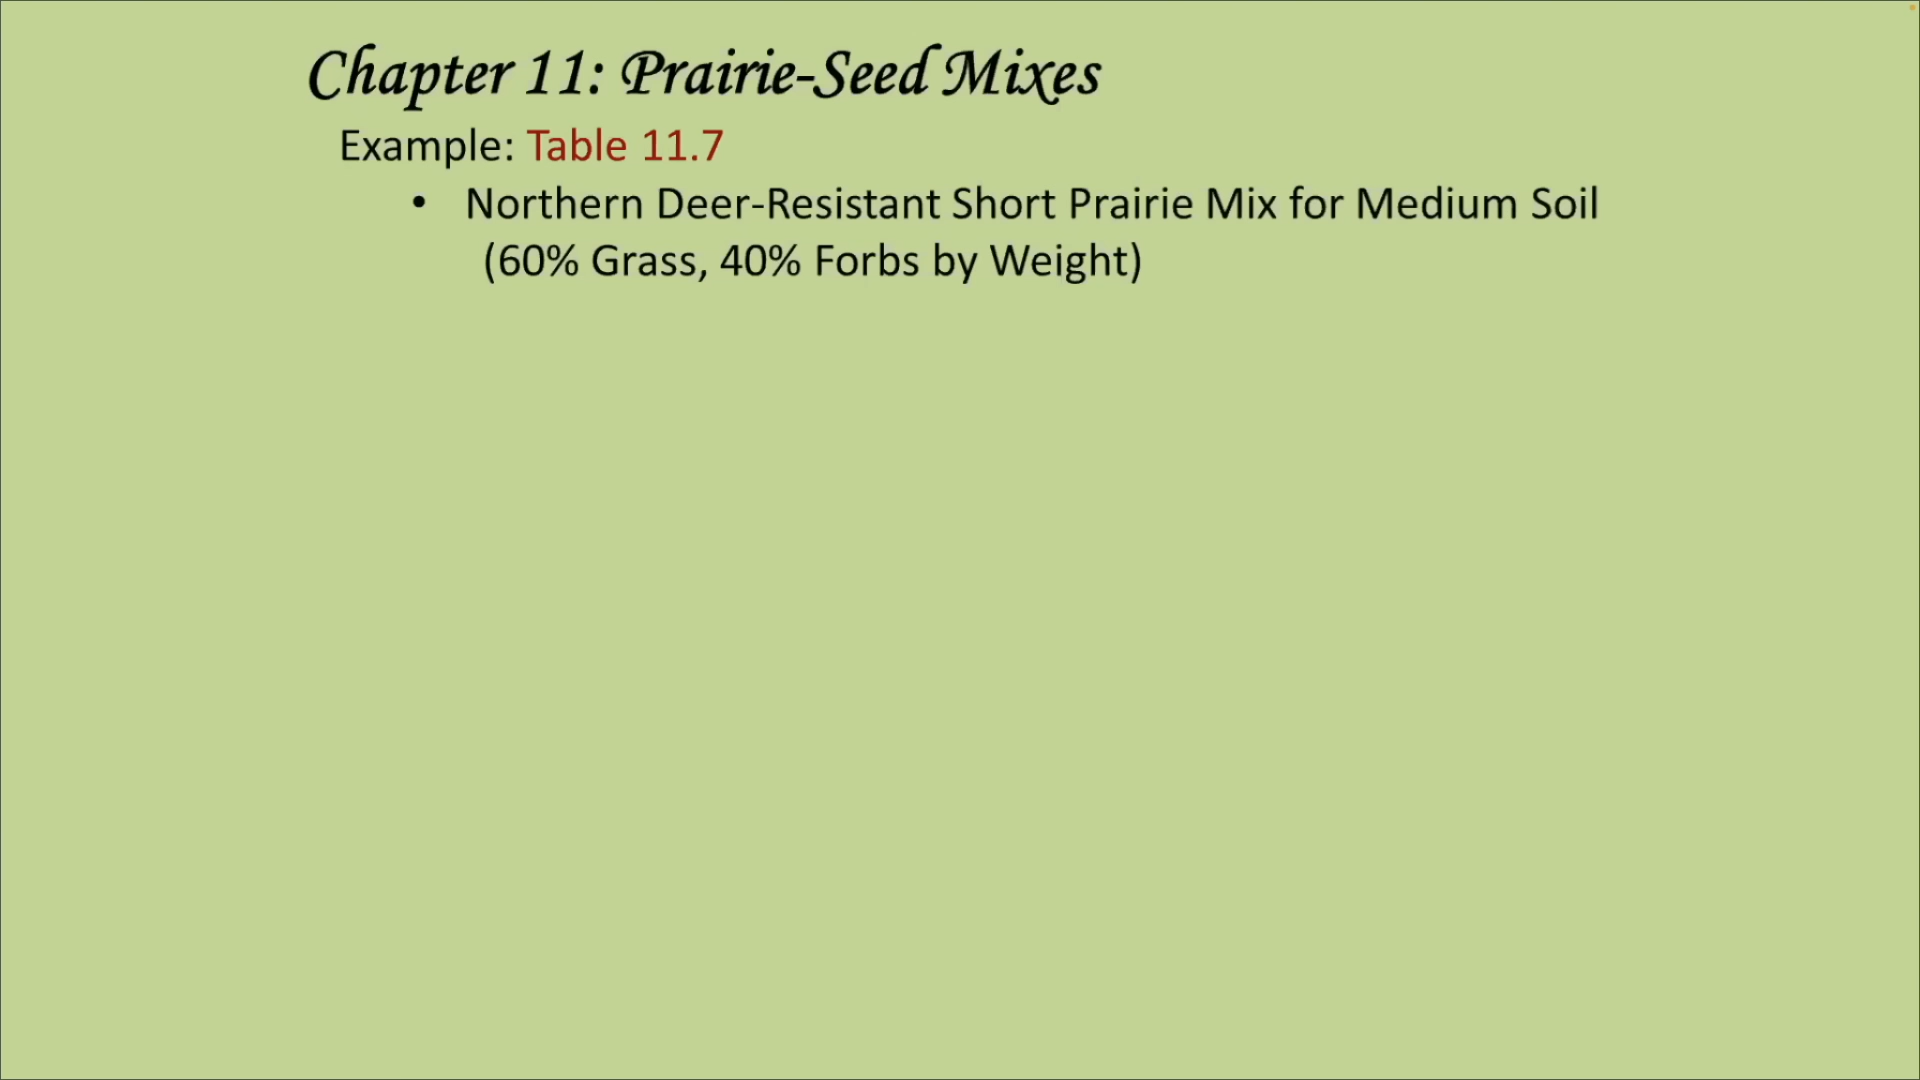 Chapter 11: Prairie-Seed Mixes
Example: Table 11.7
• Northern Deer-Resistant Short Prairie Mix for Medium Soil
(60% Grass, 40% Forbs by Weight)